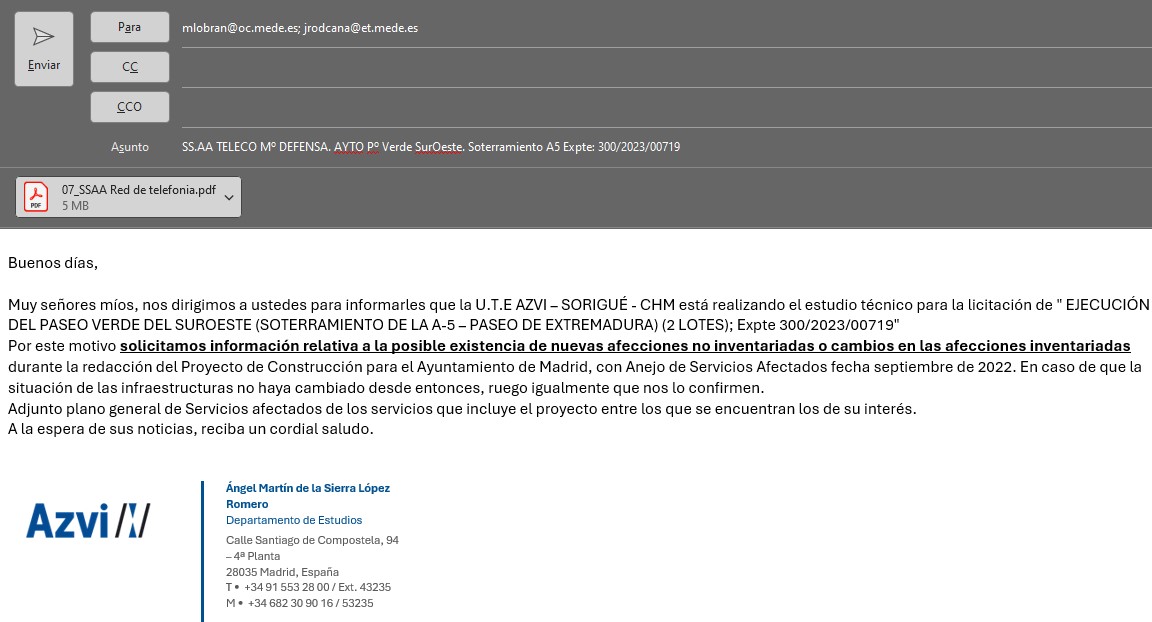 Enviar
Para
mlobran@oc.mede.es; jrodcana@et.mede.es
CC
CCO
Asunto
SS.AA TELECO Mº DEFENSA. AYTO Pº Verde SurOeste. Soterramiento A5 Expte: 300/2023/00719
07_SSAA Red de telefonia.pdf
5 MB
Buenos días,
Muy señores míos, nos dirigimos a ustedes para informarles que la U.T.E AZVI – SORIGUÉ - CHM está realizando el estudio técnico para la licitación de " EJECUCIÓN
DEL PASEO VERDE DEL SUROESTE (SOTERRAMIENTO DE LA A-5 – PASEO DE EXTREMADURA) (2 LOTES); Expte 300/2023/00719"
Por este motivo solicitamos información relativa a la posible existencia de nuevas afecciones no inventariadas o cambios en las afecciones inventariadas
durante la redacción del Proyecto de Construcción para el Ayuntamiento de Madrid, con Anejo de Servicios Afectados fecha septiembre de 2022. En caso de que la
situación de las infraestructuras no haya cambiado desde entonces, ruego igualmente que nos lo confirmen.
Adjunto plano general de Servicios afectados de los servicios que incluye el proyecto entre los que se encuentran los de su interés.
A la espera de sus noticias, reciba un cordial saludo.
Azvi
Ángel Martín de la Sierra López
Romero
Departamento de Estudios
Calle Santiago de Compostela, 94
– 4ª Planta
28035 Madrid, España
T • +34 91 553 28 00 / Ext. 43235
M • +34 682 30 90 16 / 53235